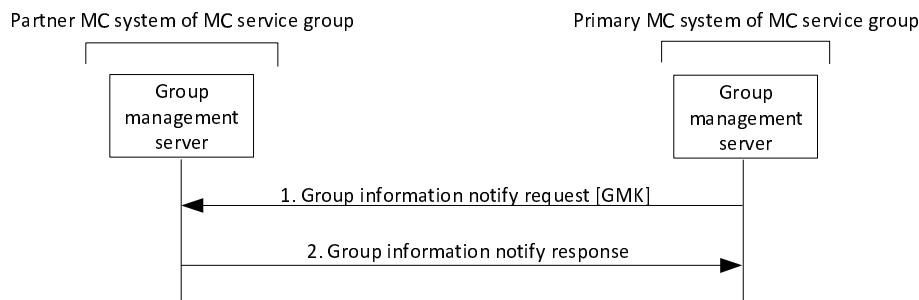 Partner MC system of MC service group
Primary MC system of MC service group
Group
management
server
Group
management
server
1. Group information notify request [GMK]
2. Group information notify response